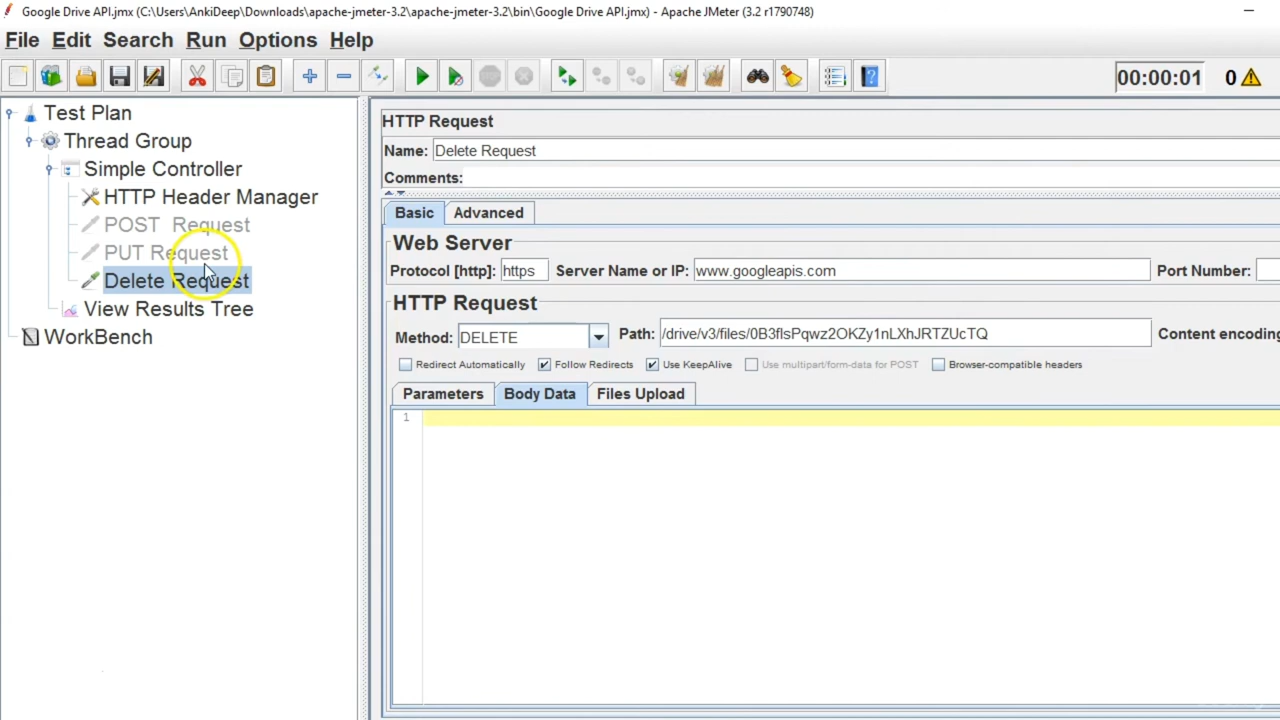 Google Drive API.jmx (C:\Users\AnkiDeep\Downloads\apache-jmeter-3.2\apache-jmeter-3.2\bin\Google Drive API.jmx) - Apache JMeter (3.2 r1790748)
File Edit Search Run Options Help
00:00:01 0
Test Plan
Thread Group
Simple Controller
HTTP Header Manager
POST Request
PUT Request
Delete Request
View Results Tree
WorkBench
HTTP Request
Name: Delete Request
Comments:
Basic Advanced
Web Server
Protocol [http]: https Server Name or IP: www.googleapis.com Port Number:
HTTP Request
Method: DELETE Path: /drive/v3/files/0B3flsPqwz2OKZy1nLXhJRTZUcTQ Content encoding
Redirect Automatically Follow Redirects Use KeepAlive Use multipart/form-data for POST Browser-compatible headers
Parameters Body Data Files Upload
1